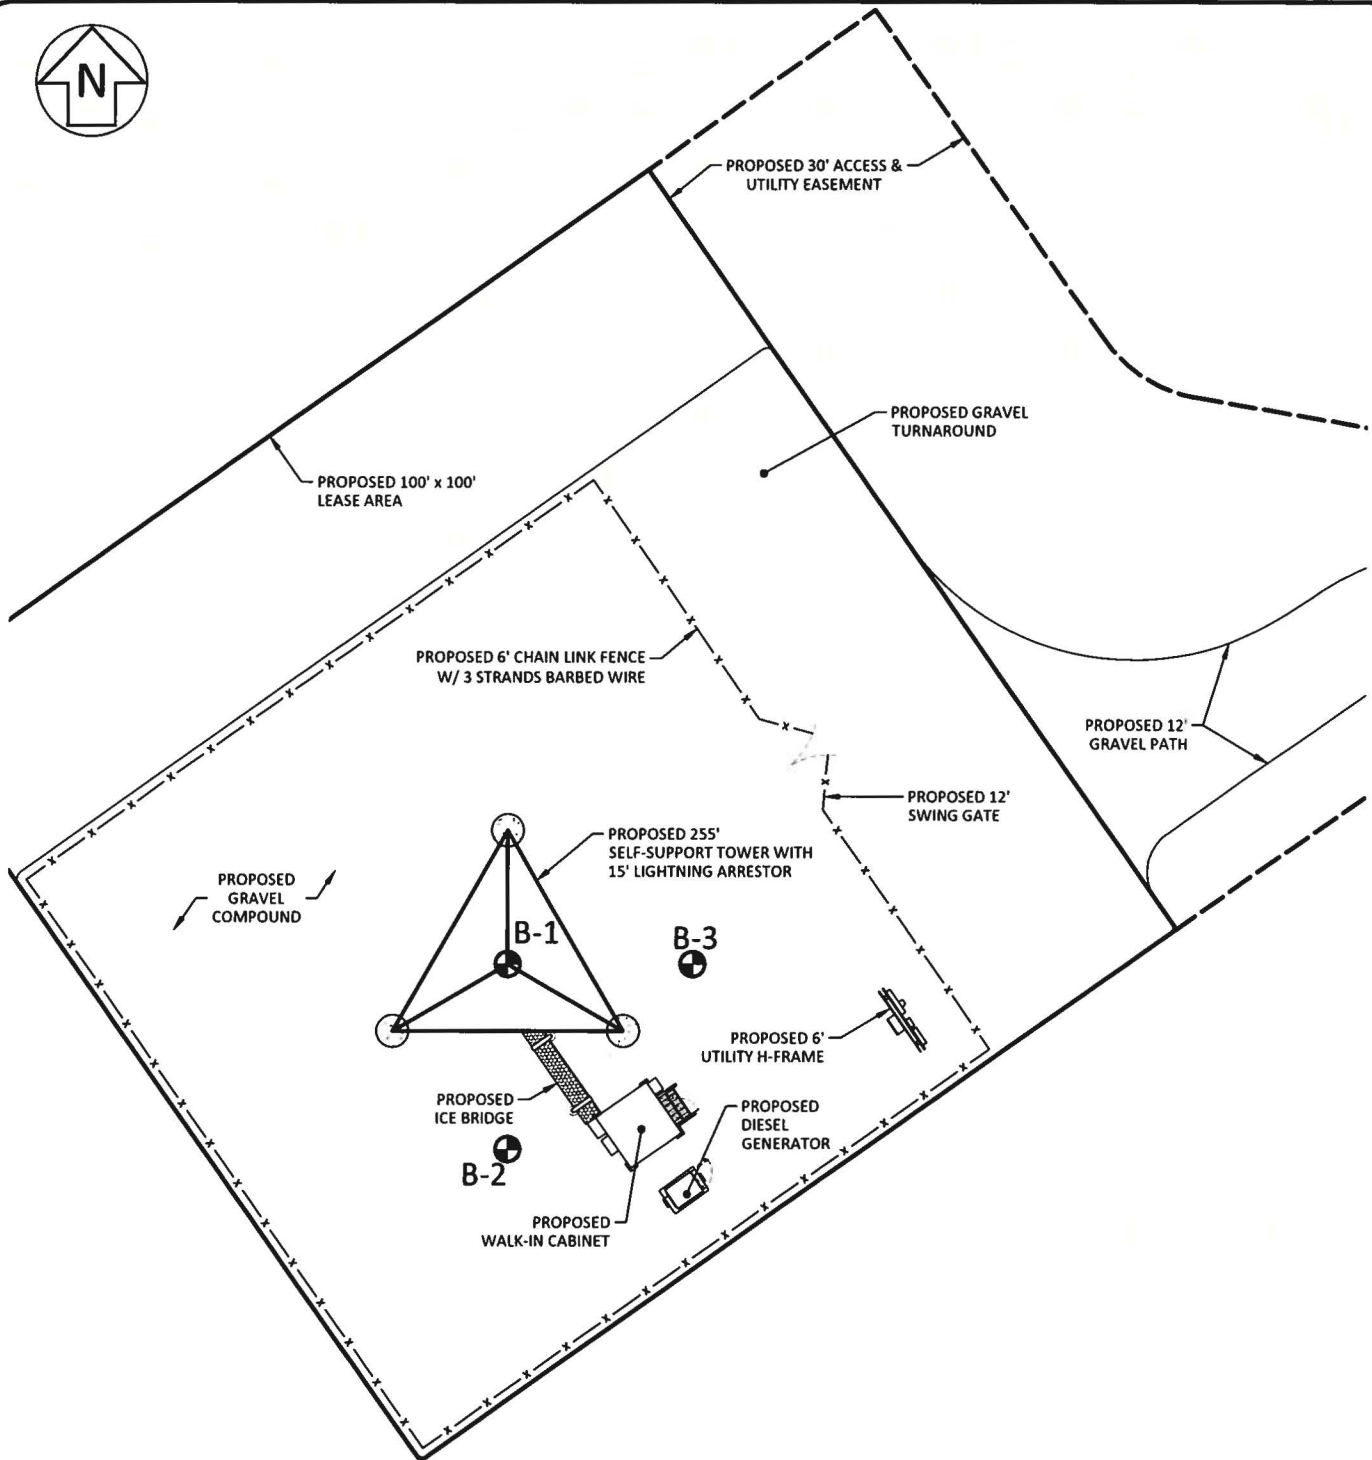 N
PROPOSED 30' ACCESS &
UTILITY EASEMENT
PROPOSED GRAVEL
TURNAROUND
PROPOSED 100' x 100'
LEASE AREA
PROPOSED 6' CHAIN LINK FENCE
W/ 3 STRANDS BARBED WIRE
PROPOSED 12'
GRAVEL PATH
PROPOSED 12'
SWING GATE
PROPOSED 255'
SELF-SUPPORT TOWER WITH
15' LIGHTNING ARRESTOR
PROPOSED
GRAVEL
COMPOUND
B-1
B-3
PROPOSED 6'
UTILITY H-FRAME
PROPOSED
ICE BRIDGE
PROPOSED
DIESEL
GENERATOR
B-2
PROPOSED
WALK-IN CABINET